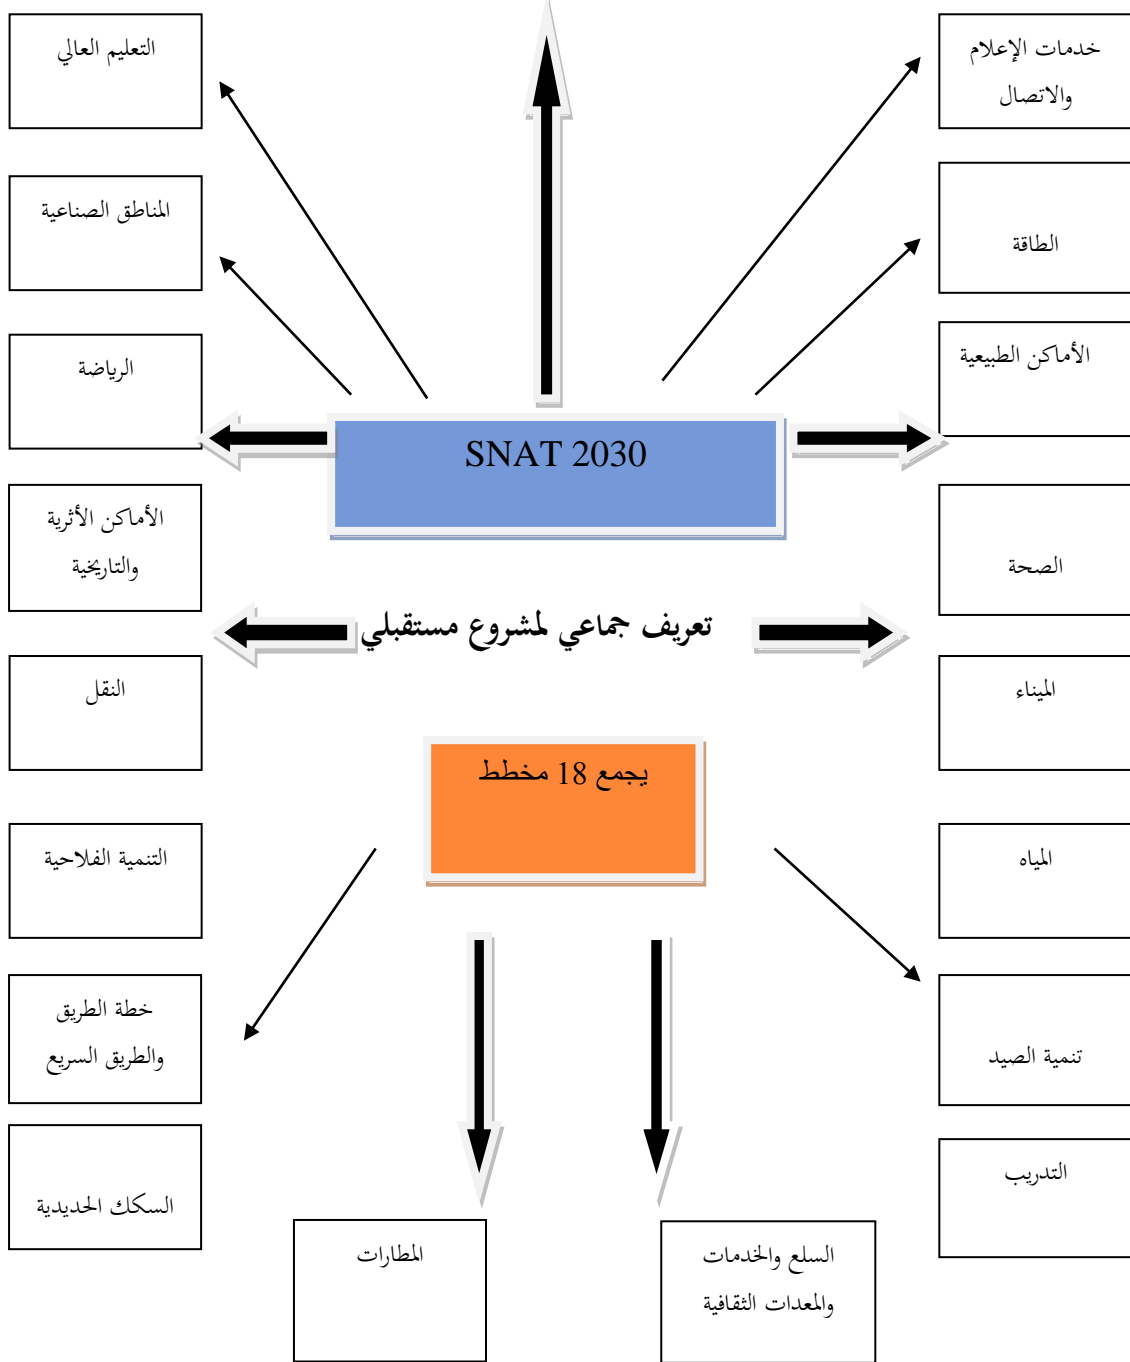 خدمات الإعلام
والاتصال
التعليم العالي
الطاقة
المناطق الصناعية
الأماكن الطبيعية
الرياضة
SNAT 2030
الصحة
الأماكن الأثرية
والتاريخية
تعريف جماعي لمشروع مستقبلي
الميناء
النقل
يجمع 18 مخطط
المياه
التنمية الفلاحية
تنمية الصيد
خطة الطريق
والطريق السريع
التدريب
السكك الحديدية
السلع والخدمات
والمعدات الثقافية
المطارات